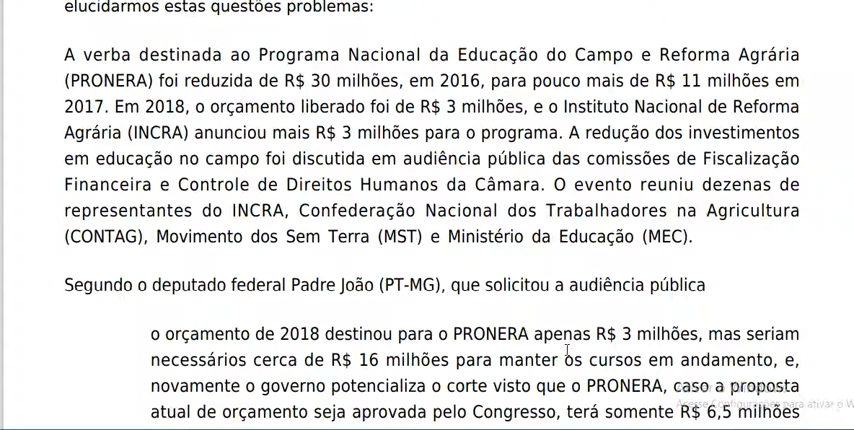 elucidarmos estas questões problemas:
A verba destinada ao Programa Nacional da Educação do Campo e Reforma Agrária
(PRONERA) foi reduzida de R$ 30 milhões, em 2016, para pouco mais de R$ 11 milhões em
2017. Em 2018, o orçamento liberado foi de R$ 3 milhões, e o Instituto Nacional de Reforma
Agrária (INCRA) anunciou mais R$ 3 milhões para o programa. A redução dos investimentos
em educação no campo foi discutida em audiência pública das comissões de Fiscalização
Financeira e Controle de Direitos Humanos da Câmara. O evento reuniu dezenas de
representantes do INCRA, Confederação Nacional dos Trabalhadores na Agricultura
(CONTAG), Movimento dos Sem Terra (MST) e Ministério da Educação (MEC).
Segundo o deputado federal Padre João (PT-MG), que solicitou a audiência pública
o orçamento de 2018 destinou para o PRONERA apenas R$ 3 milhões, mas seriam
necessários cerca de R$ 16 milhões para manter os cursos em andamento, e,
novamente o governo potencializa o corte visto que o PRONERA, caso a proposta
atual de orçamento seja aprovada pelo Congresso, terá somente R$ 6,5 milhões
Acesse Configurações para ativar o W